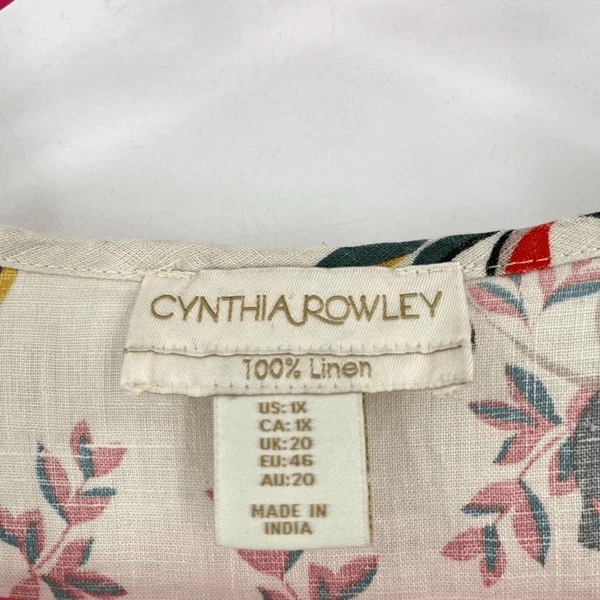 CYNTHIA ROWLEY
100% Linen
US: 1X
CA: 1X
UK: 20
EU: 46
AU: 20
MADE IN
INDIA